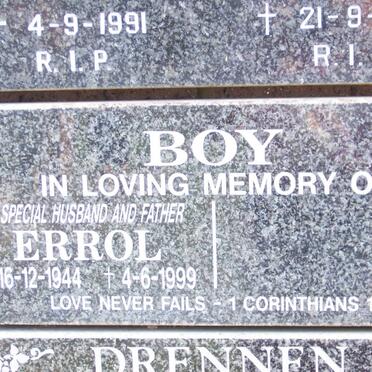 4-9-1991 † 21-9-
R.I.P R.I.
BOY
IN LOVING MEMORY O
SPECIAL HUSBAND AND FATHER
ERROL
16-12-1944 † 4-6-1999
LOVE NEVER FAILS - 1 CORINTHIANS 1
DRENNEN